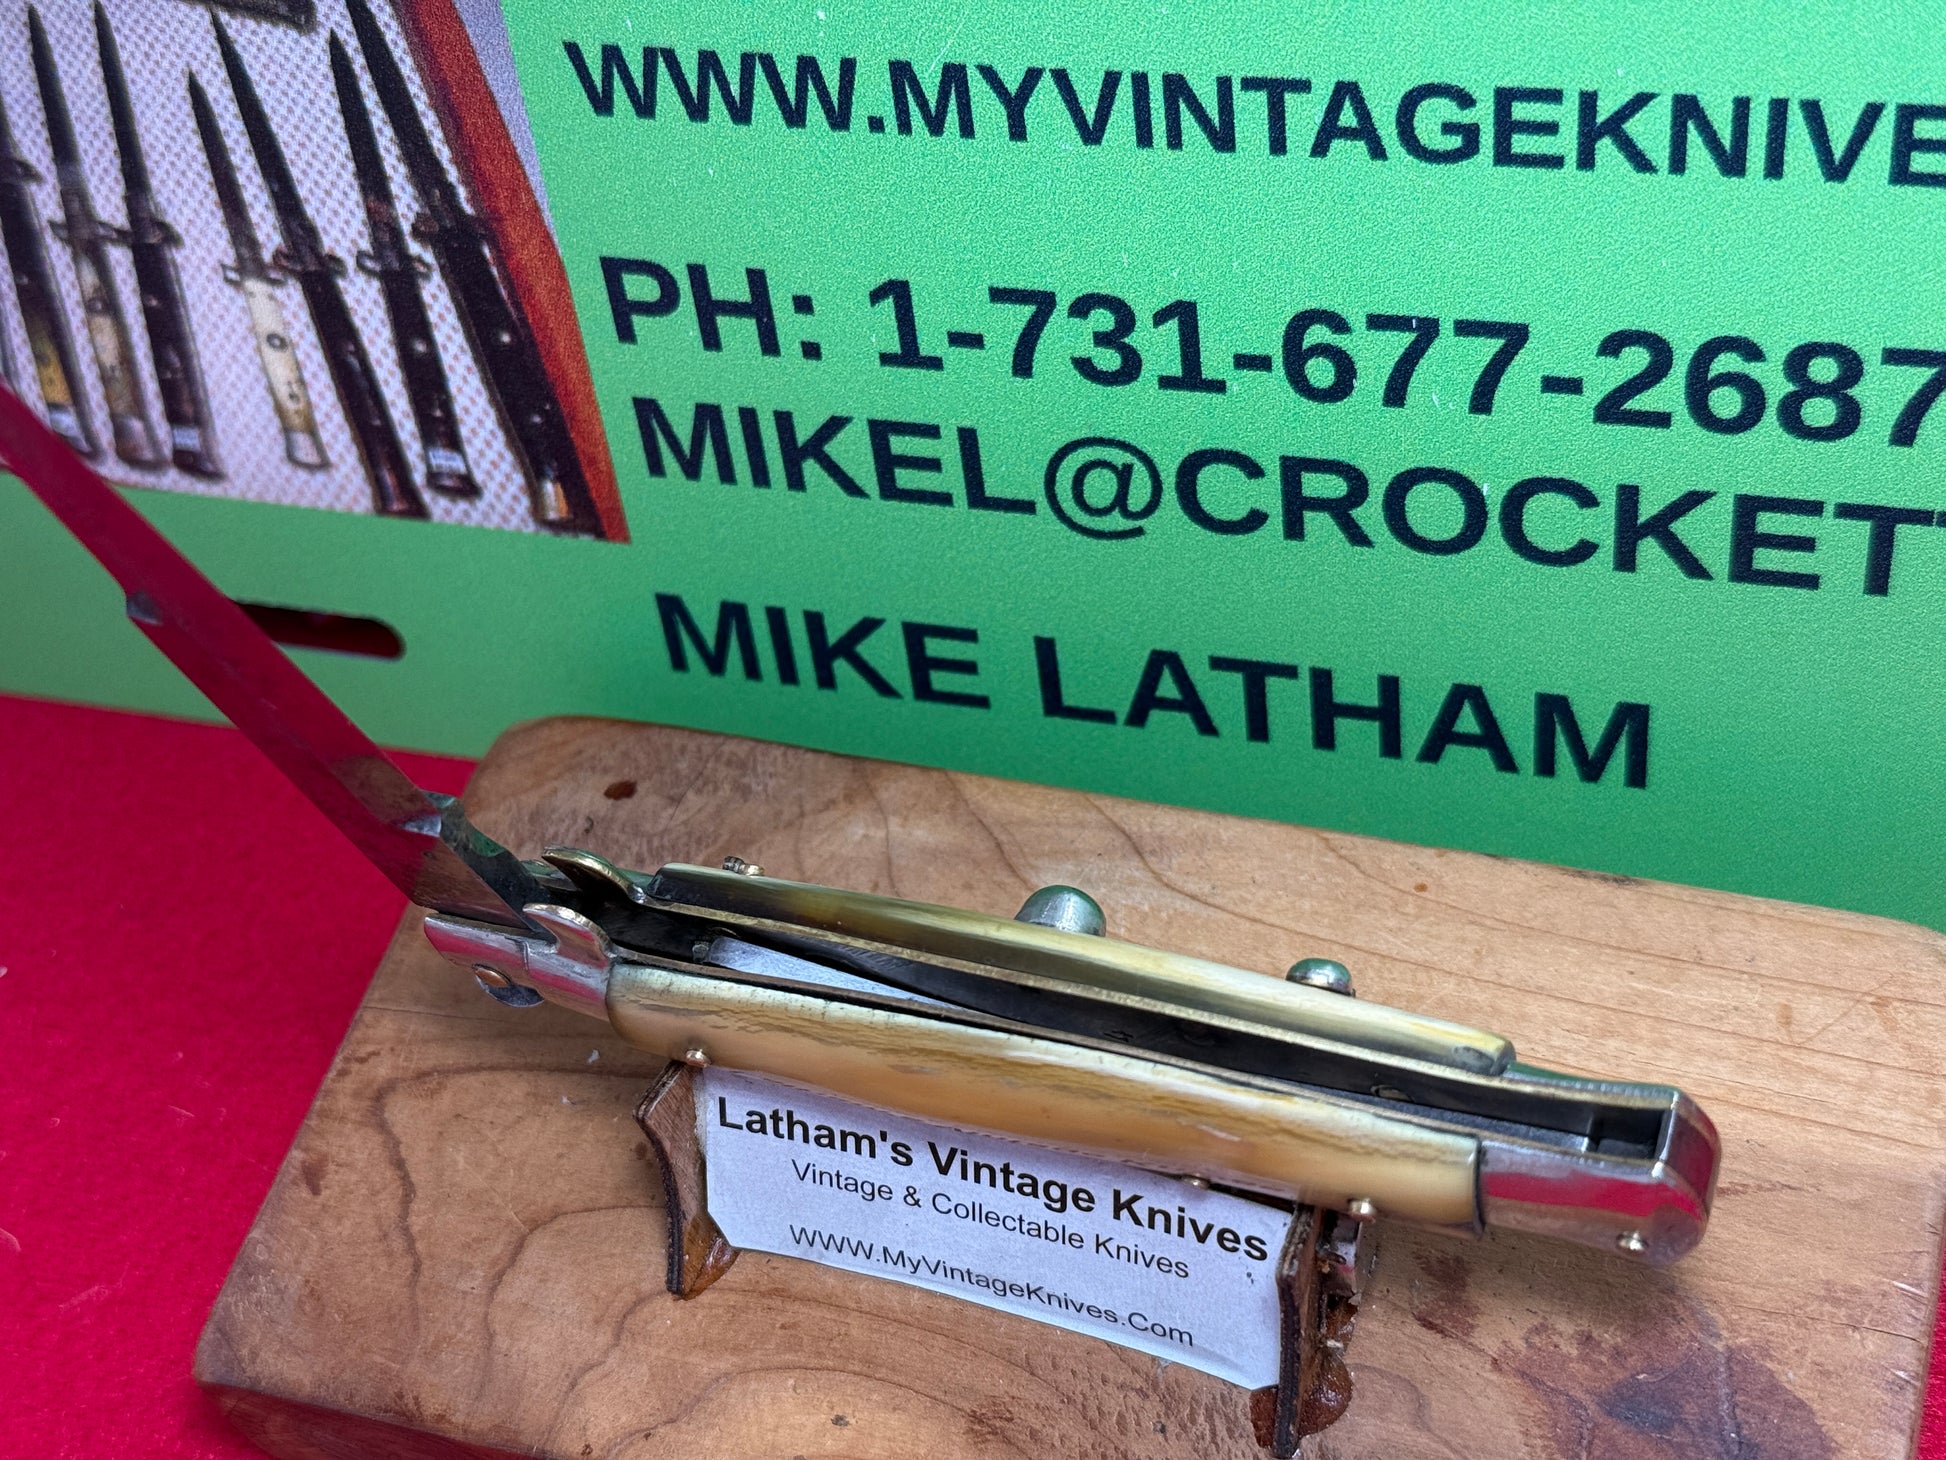 WWW.MYVINTAGEKNIVE
PH: 1-731-677-2687
MIKEL@CROCKETT
MIKE LATHAM
Latham's Vintage Knives
Vintage & Collectable Knives
WWW.MyVintageKnives.Com